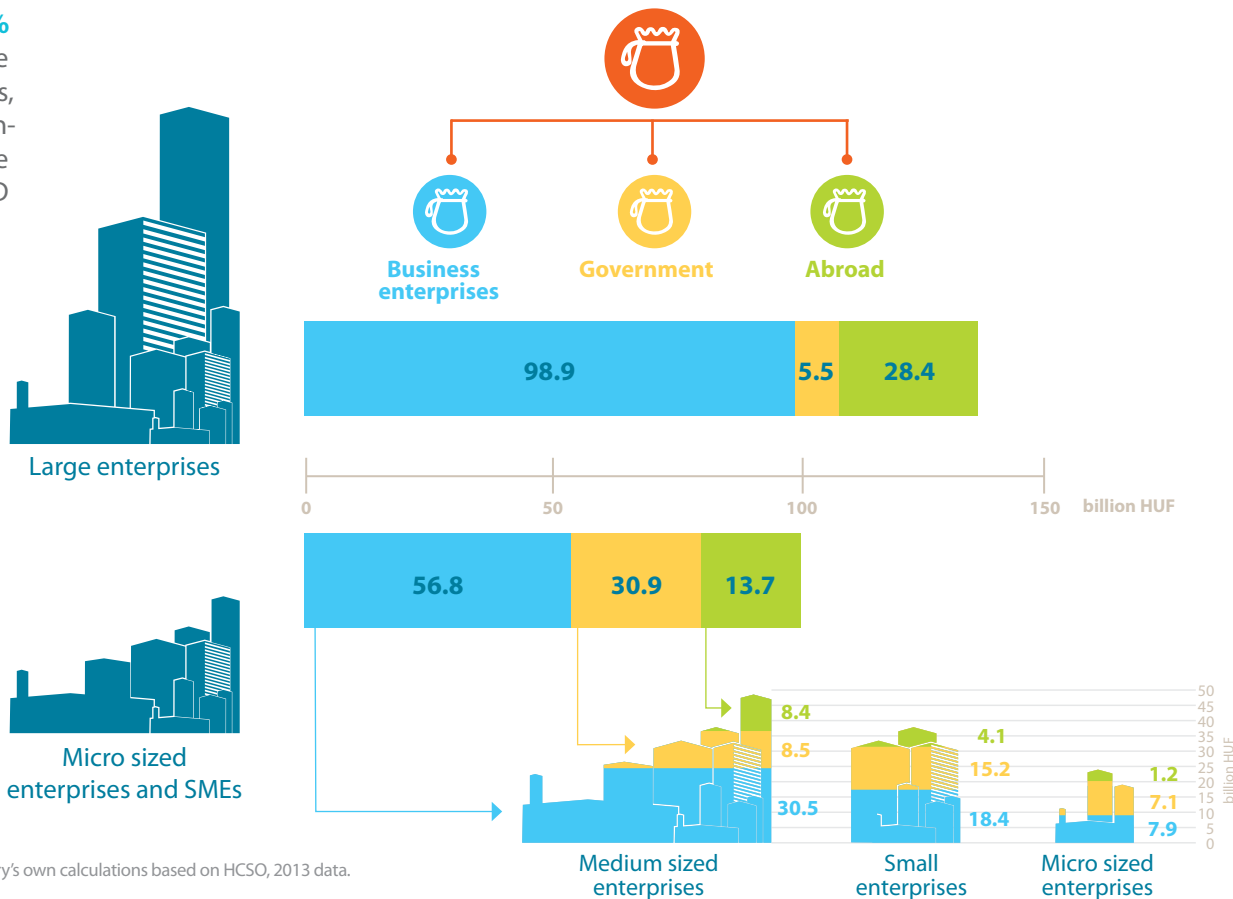 %
e
s,
n-
e
O
Business
enterprises
Government
Abroad
98.9
5.5
28.4
Large enterprises
0
50
100
150
billion HUF
56.8
30.9
13.7
Micro sized
enterprises and SMEs
8.4
8.5
30.5
4.1
15.2
18.4
1.2
7.1
7.9
50
45
40
35
30
25
20
15
10
5
0
billion HUF
Medium sized
enterprises
Small
enterprises
Micro sized
enterprises
ry's own calculations based on HCSO, 2013 data.